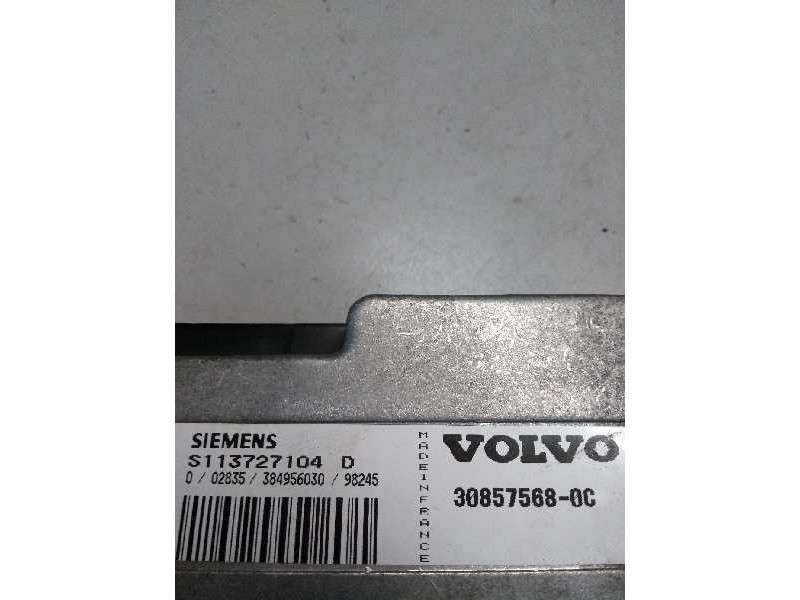 SIEMENS
S113727104 D
0 / 02835 / 384956030 / 98245
MADE IN FRANCE
VOLVO
30857568-0C